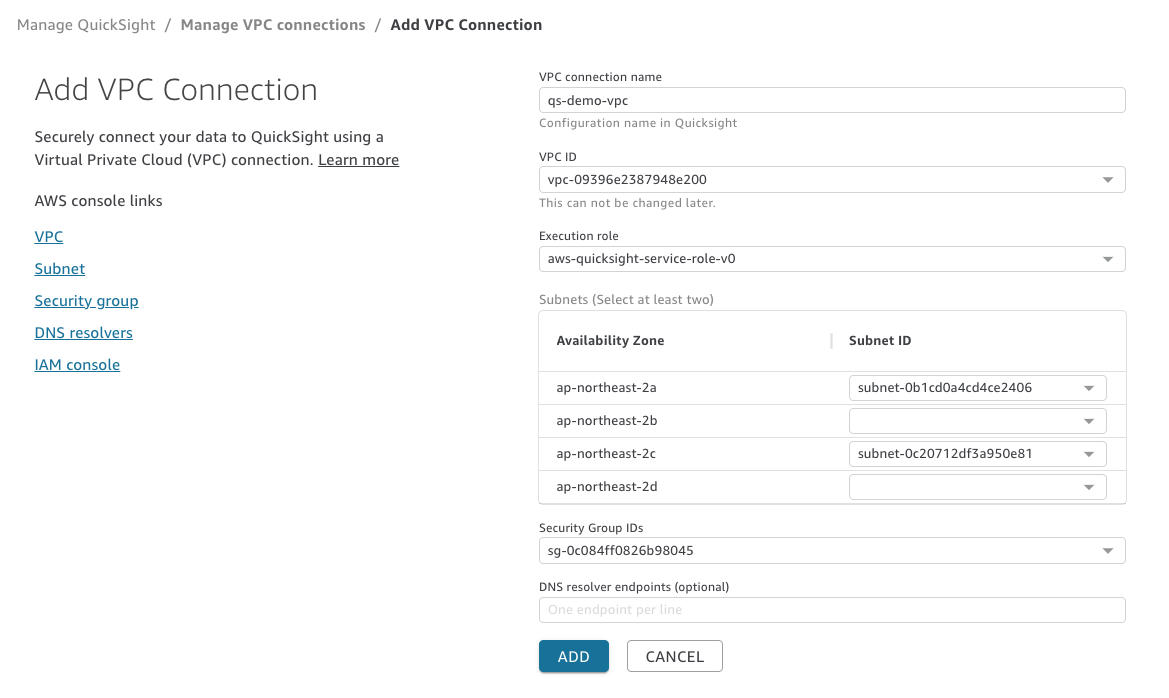 Manage QuickSight / Manage VPC connections / Add VPC Connection
Add VPC Connection
Securely connect your data to QuickSight using a
Virtual Private Cloud (VPC) connection. Learn more
AWS console links
VPC
Subnet
Security group
DNS resolvers
IAM console
VPC connection name
qs-demo-vpc
Configuration name in Quicksight
VPC ID
vpc-09396e2387948e200
This can not be changed later.
Execution role
aws-quicksight-service-role-v0
Subnets (Select at least two)
Availability Zone | Subnet ID
ap-northeast-2a subnet-0b1cd0a4cd4ce2406
ap-northeast-2b
ap-northeast-2c subnet-0c20712df3a950e81
ap-northeast-2d
Security Group IDs
sg-0c084ff0826b98045
DNS resolver endpoints (optional)
One endpoint per line
ADD CANCEL